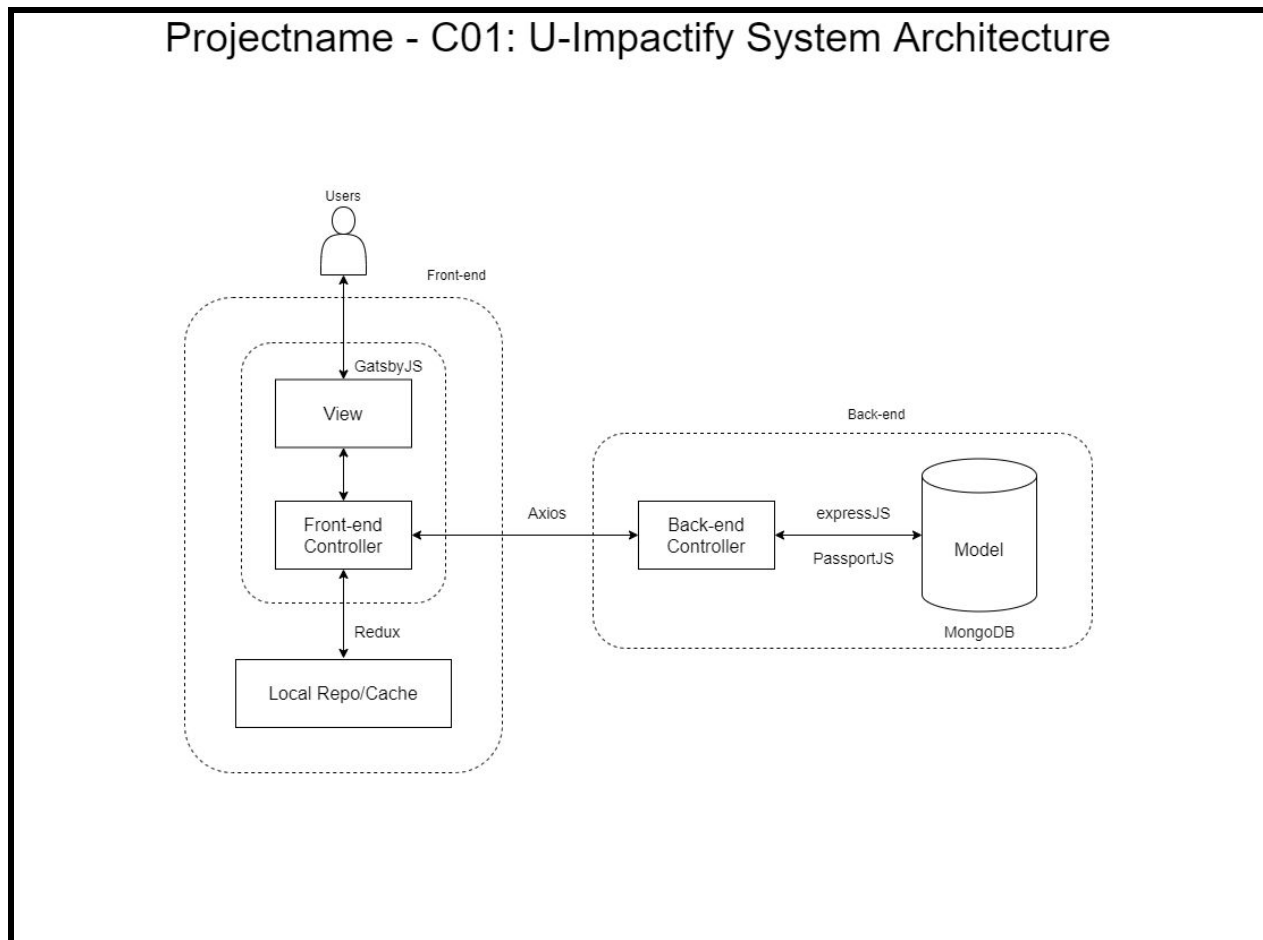 Projectname - C01: U-Impactify System Architecture
Users
Front-end
GatsbyJS
View
Back-end
Front-end
Controller
Axios
Back-end
Controller
expressJS
PassportJS
Model
MongoDB
Redux
Local Repo/Cache